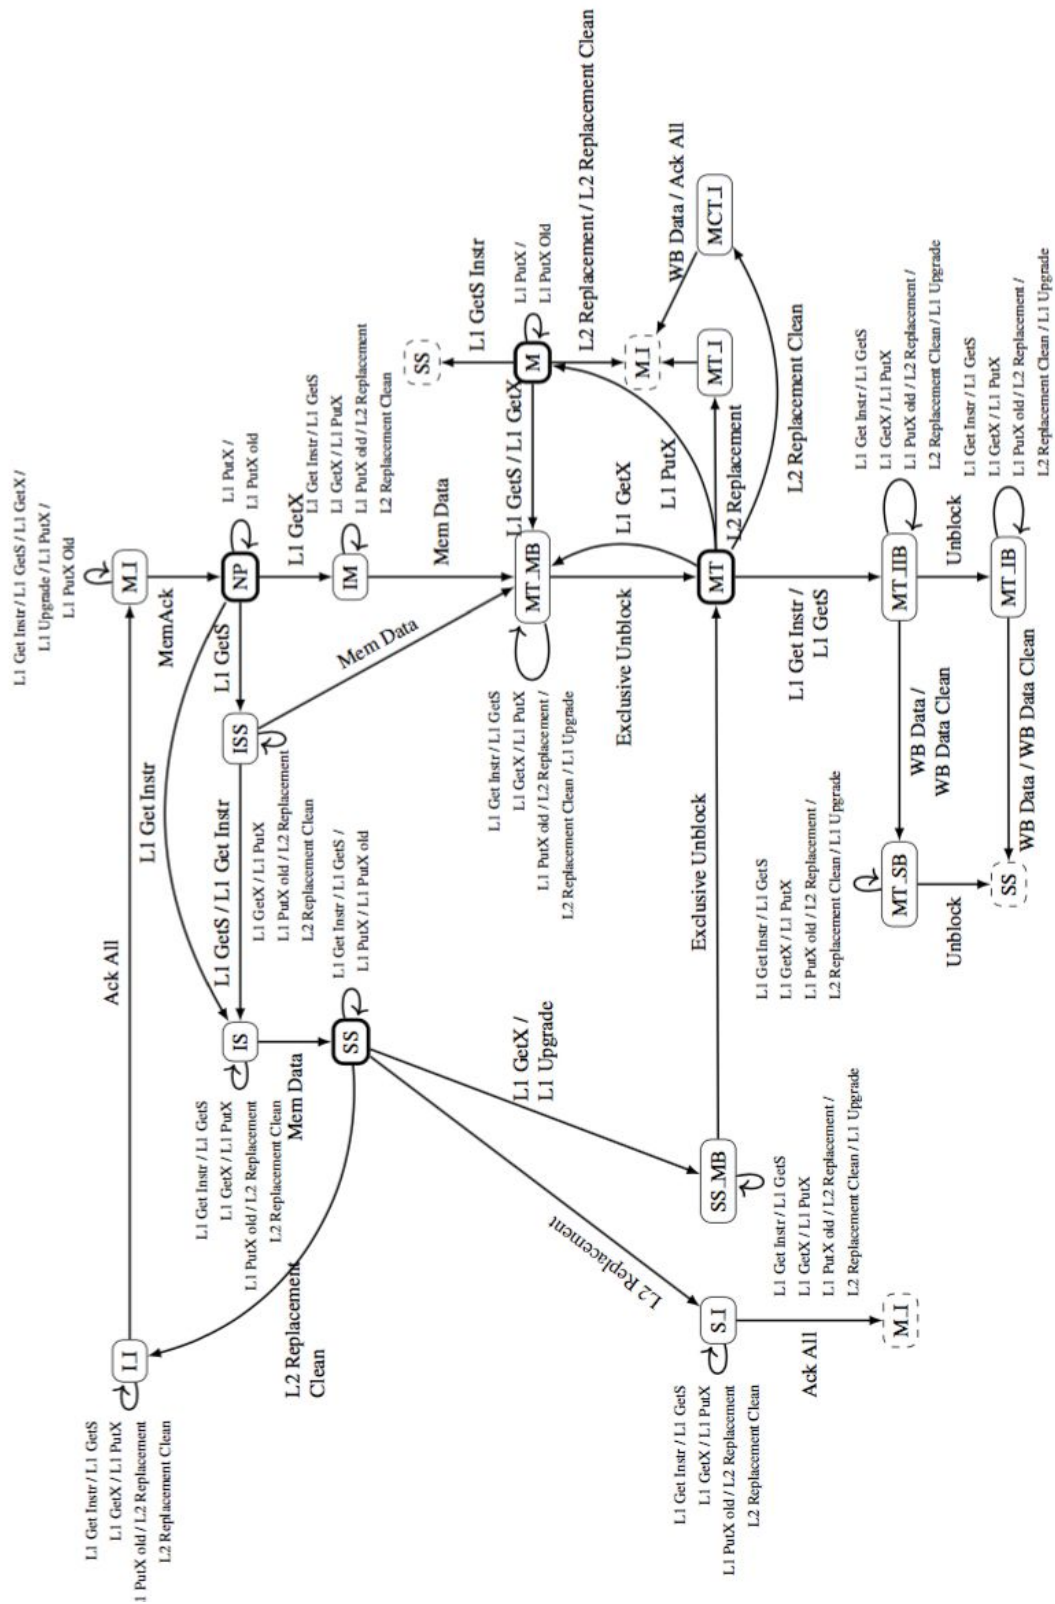 L1 Get Instr / L1 GetS / L1 GetX /
L1 Upgrade / L1 PutX /
L1 PutX Old
M_I
MemAck
L1 PutX /
L1 PutX old
NP
L1 GetX
L1 GetS
L1 Get Instr
Ack All
L1 Get Instr / L1 GetS
L1 GetX / L1 PutX
L1 PutX old / L2 Replacement
L2 Replacement Clean
IM
Mem Data
ISS
Mem Data
L1 GetX / L1 PutX
L1 PutX old / L2 Replacement
L2 Replacement Clean
L1 GetS / L1 Get Instr
IS
L1 Get Instr / L1 GetS
L1 GetX / L1 PutX
L1 PutX old / L2 Replacement
L2 Replacement Clean
Mem Data
SS
L1 Get Instr / L1 GetS /
L1 PutX / L1 PutX old
L2 Replacement
Clean
I_I
L1 Get Instr / L1 GetS
L1 GetX / L1 PutX
1 PutX old / L2 Replacement
L2 Replacement Clean
SS
L1 GetS Instr
M
L1 PutX /
L1 PutX Old
L2 Replacement / L2 Replacement Clean
L1 GetS / L1 GetX
M_I
WB Data / Ack All
MT_I
MCT_I
MT_MB
L1 Get Instr / L1 GetS
L1 GetX / L1 PutX
L1 PutX old / L2 Replacement /
L2 Replacement Clean / L1 Upgrade
Exclusive Unblock
L1 GetX
L1 PutX
L2 Replacement
L2 Replacement Clean
MT
Exclusive Unblock
L1 GetX /
L1 Upgrade
L2 Replacement
SS_MB
L1 Get Instr / L1 GetS
L1 GetX / L1 PutX
L1 PutX old / L2 Replacement /
L2 Replacement Clean / L1 Upgrade
S_I
L1 Get Instr / L1 GetS
L1 GetX / L1 PutX
L1 PutX old / L2 Replacement
L2 Replacement Clean
Ack All
M_I
L1 Get Instr /
L1 GetS
MT_IIB
L1 Get Instr / L1 GetS
L1 GetX / L1 PutX
L1 PutX old / L2 Replacement /
L2 Replacement Clean / L1 Upgrade
Unblock
MT_IB
L1 Get Instr / L1 GetS
L1 GetX / L1 PutX
L1 PutX old / L2 Replacement /
L2 Replacement Clean / L1 Upgrade
WB Data /
WB Data Clean
WB Data / WB Data Clean
MT_SB
L1 Get Instr / L1 GetS
L1 GetX / L1 PutX
L1 PutX old / L2 Replacement /
L2 Replacement Clean / L1 Upgrade
Unblock
SS